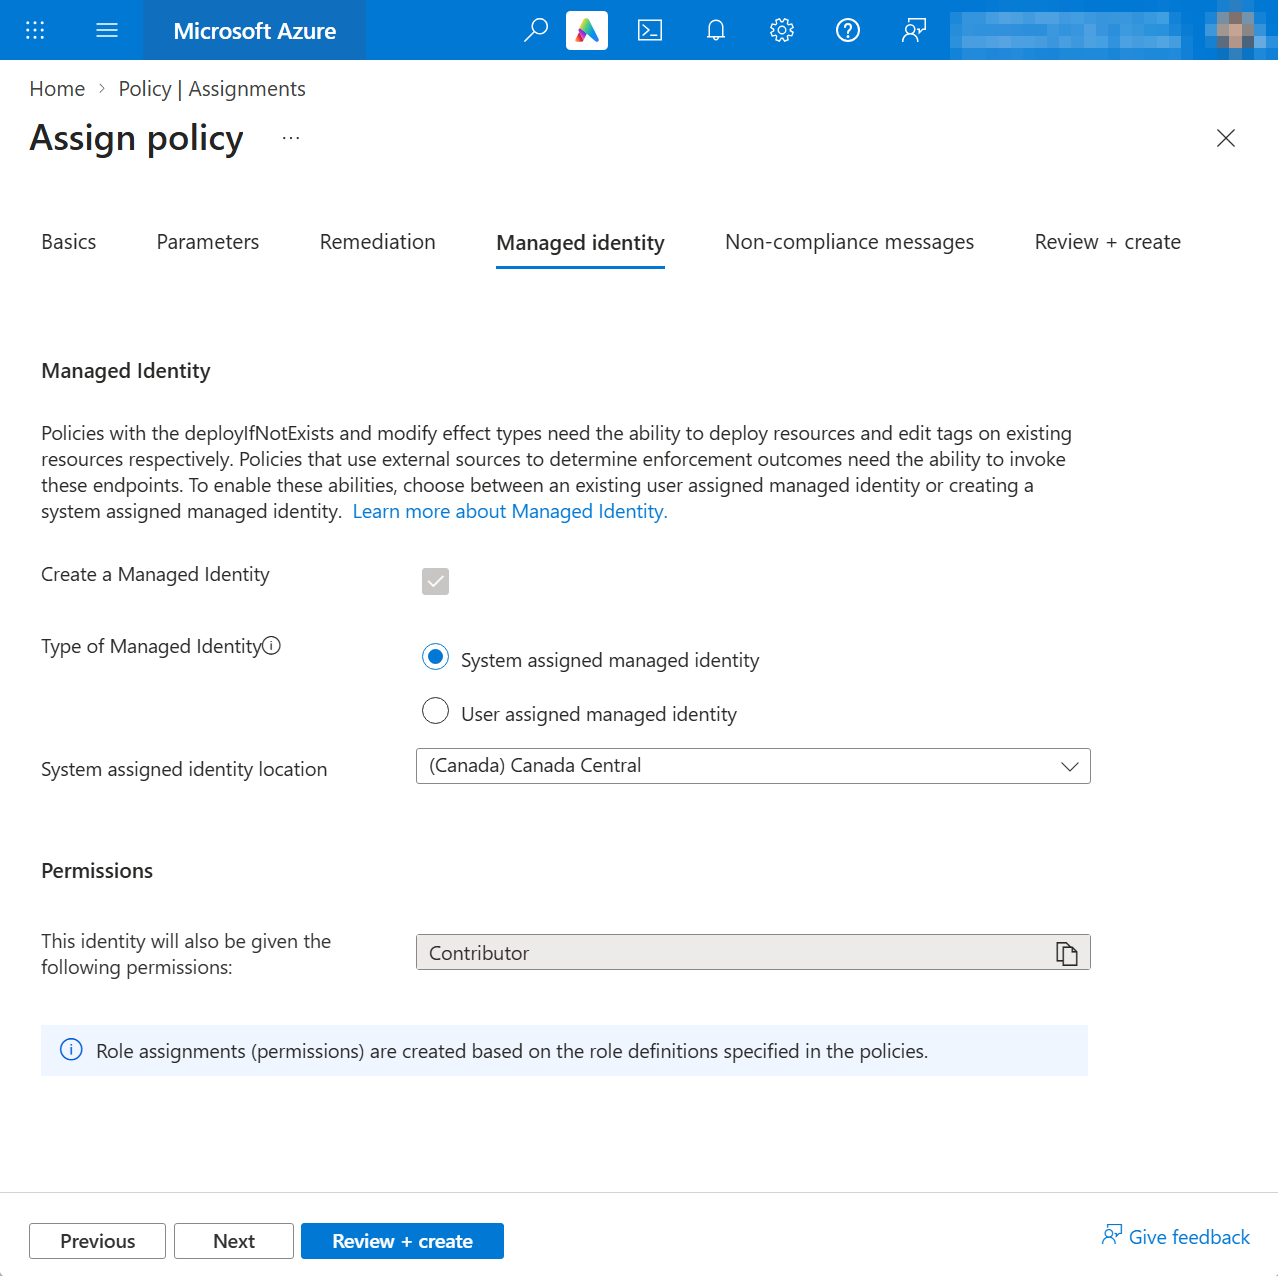 Microsoft Azure
Home > Policy | Assignments
Assign policy ...
Basics Parameters Remediation Managed identity Non-compliance messages Review + create
Managed Identity
Policies with the deployIfNotExists and modify effect types need the ability to deploy resources and edit tags on existing
resources respectively. Policies that use external sources to determine enforcement outcomes need the ability to invoke
these endpoints. To enable these abilities, choose between an existing user assigned managed identity or creating a
system assigned managed identity. Learn more about Managed Identity.
Create a Managed Identity
Type of Managed Identity
System assigned managed identity
User assigned managed identity
System assigned identity location (Canada) Canada Central
Permissions
This identity will also be given the
following permissions:
Contributor
Role assignments (permissions) are created based on the role definitions specified in the policies.
Previous Next Review + create Give feedback